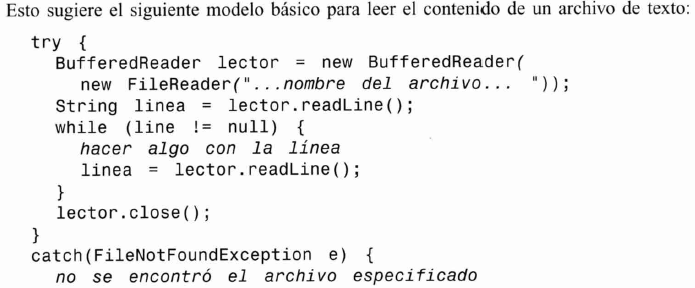 Esto sugiere el siguiente modelo básico para leer el contenido de un archivo de texto:
try {
BufferedReader lector = new BufferedReader(
new FileReader("...nombre del archivo... "));
String linea = lector.readLine();
while (line != null) {
hacer algo con la línea
linea = lector.readLine();
}
lector.close();
}
catch(FileNotFoundException e) {
no se encontró el archivo especificado